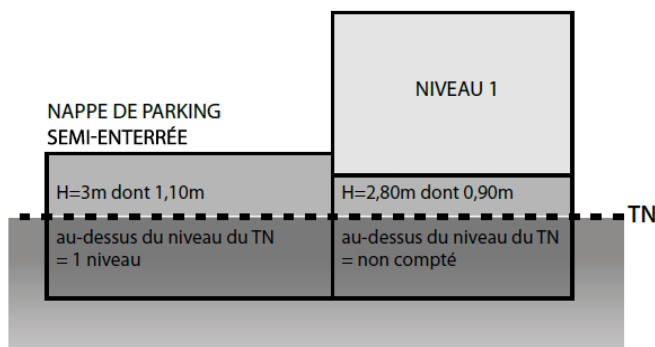 NIVEAU 1
NAPPE DE PARKING
SEMI-ENTERRÉE
H=3m dont 1,10m
au-dessus du niveau du TN
= 1 niveau
H=2,80m dont 0,90m
au-dessus du niveau du TN
= non compté
TN